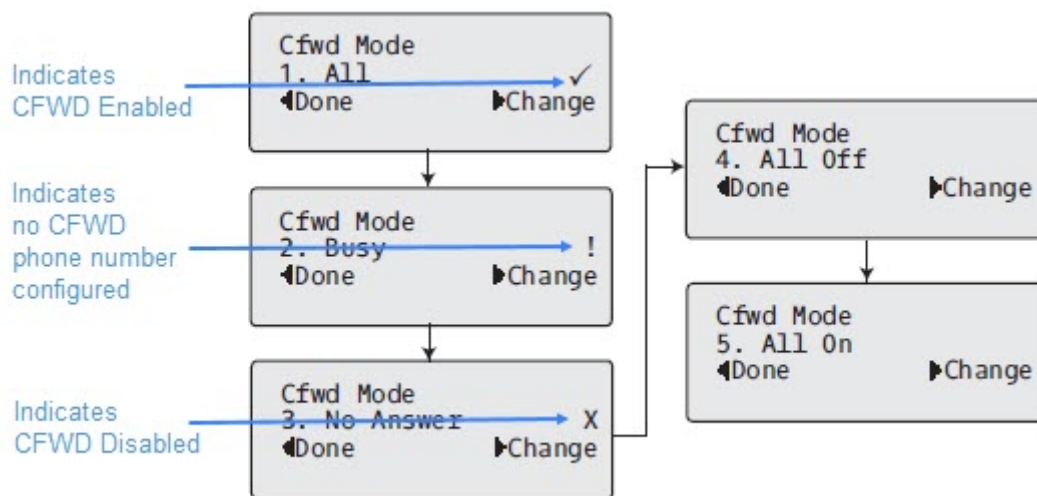 Indicates
CFWD Enabled
Cfwd Mode
1. All ✓
◀Done ▶Change
Indicates
no CFWD
phone number
configured
Cfwd Mode
2. Busy !
◀Done ▶Change
Indicates
CFWD Disabled
Cfwd Mode
3. No Answer X
◀Done ▶Change
Cfwd Mode
4. All Off
◀Done ▶Change
Cfwd Mode
5. All On
◀Done ▶Change